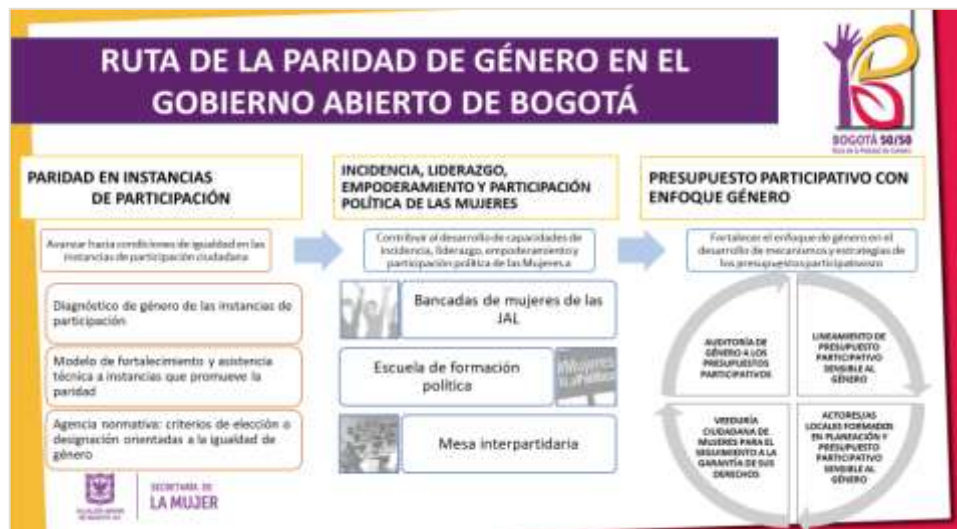 RUTA DE LA PARIDAD DE GÉNERO EN EL
GOBIERNO ABIERTO DE BOGOTÁ
BOGOTÁ 50/50
PARIDAD EN INSTANCIAS
DE PARTICIPACIÓN
Avanzar hacia condiciones de igualdad en las
instancias de participación ciudadana
Diagnóstico de género de las instancias de
participación
Modelo de fortalecimiento y asistencia
técnica a instancias que promueve la
paridad
Agencia normativa: criterios de elección o
designación orientadas a la igualdad de
género
INCIDENCIA, LIDERAZGO,
EMPODERAMIENTO Y PARTICIPACIÓN
POLÍTICA DE LAS MUJERES
Contribuir al desarrollo de capacidades de
incidencia, liderazgo, empoderamiento y
participación política de las Mujeres a
Bancadas de mujeres de las
JAL
Escuela de formación
política
#Mujeres
Mesa interpartidaria
PRESUPUESTO PARTICIPATIVO CON
ENFOQUE GÉNERO
Fortalecer el enfoque de género en el
desarrollo de mecanismos y estrategias de
los presupuestos participativos
AUDITORÍA DE
GÉNERO A LOS
PRESUPUESTOS
PARTICIPATIVOS
LINEAMIENTO DE
PRESUPUESTO
PARTICIPATIVO
SENSIBLE AL
GÉNERO
VEEDURÍA
CIUDADANA DE
MUJERES PARA EL
SEGUIMIENTO A LA
GARANTÍA DE SUS
DERECHOS
ACTORES/AS
LOCALES FORMADOS
EN PLANEACIÓN Y
PRESUPUESTO
PARTICIPATIVO
SENSIBLE AL
GÉNERO
SECRETARÍA DE
LA MUJER